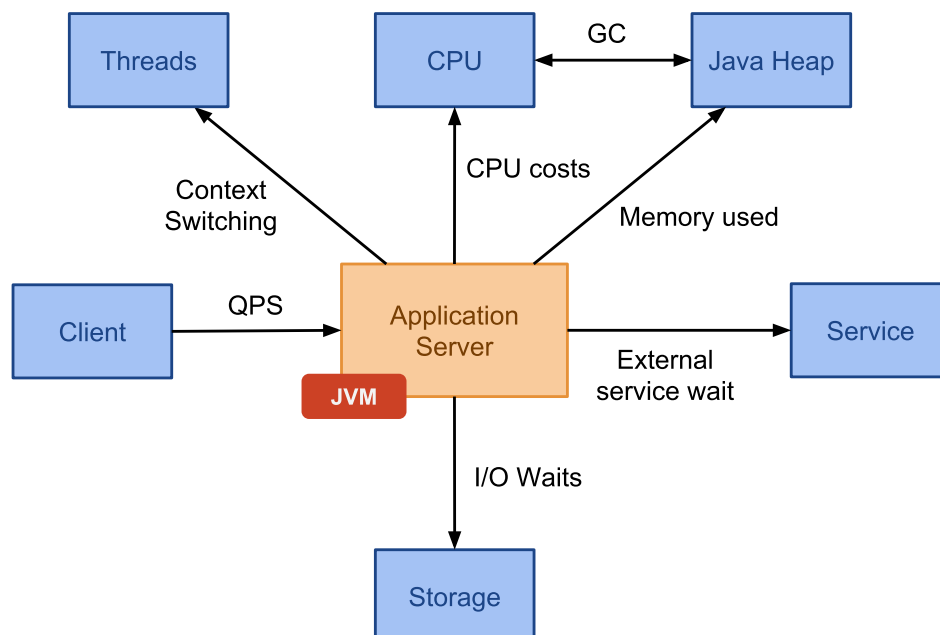 Threads
CPU
GC
Java Heap
CPU costs
Context
Switching
Memory used
Client
QPS
Application
Server
JVM
External
service wait
Service
I/O Waits
Storage